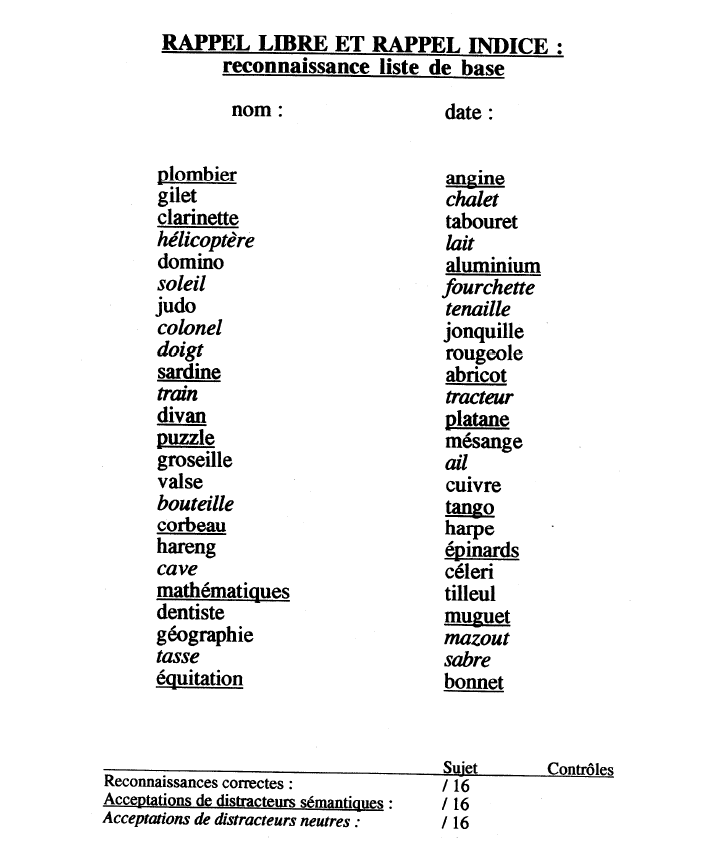 RAPPEL LIBRE ET RAPPEL INDICE :
reconnaissance liste de base
nom :
date :
plombier
gilet
clarinette
hélicoptère
domino
soleil
judo
colonel
doigt
sardine
train
divan
puzzle
groseille
valse
bouteille
corbeau
hareng
cave
mathématiques
dentiste
géographie
tasse
équitation
angine
chalet
tabouret
lait
aluminium
fourchette
tenaille
jonquille
rougeole
abricot
tracteur
platane
mésange
ail
cuivre
tango
harpe
épinards
céleri
tilleul
muguet
mazout
sabre
bonnet
Sujet Contrôles
Reconnaissances correctes : / 16
Acceptations de distracteurs sémantiques : / 16
Acceptations de distracteurs neutres : / 16